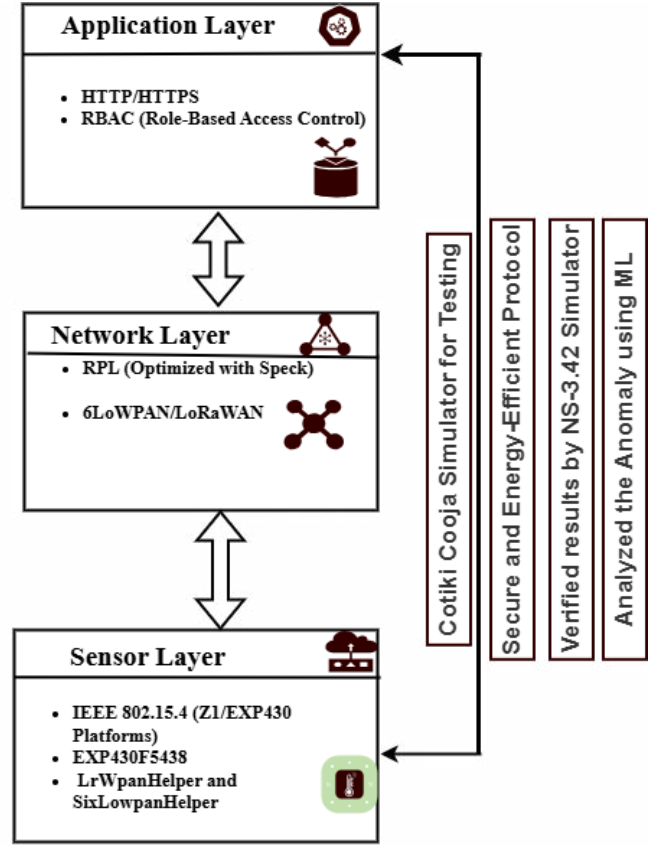 Application Layer
• HTTP/HTTPS
• RBAC (Role-Based Access Control)
Network Layer
• RPL (Optimized with Speck)
• 6LoWPAN/LoRaWAN
Sensor Layer
• IEEE 802.15.4 (Z1/EXP430
Platforms)
• EXP430F5438
• LrWpanHelper and
SixLowpanHelper
Cotiki Cooja Simulator for Testing
Secure and Energy-Efficient Protocol
Verified results by NS-3.42 Simulator
Analyzed the Anomaly using ML